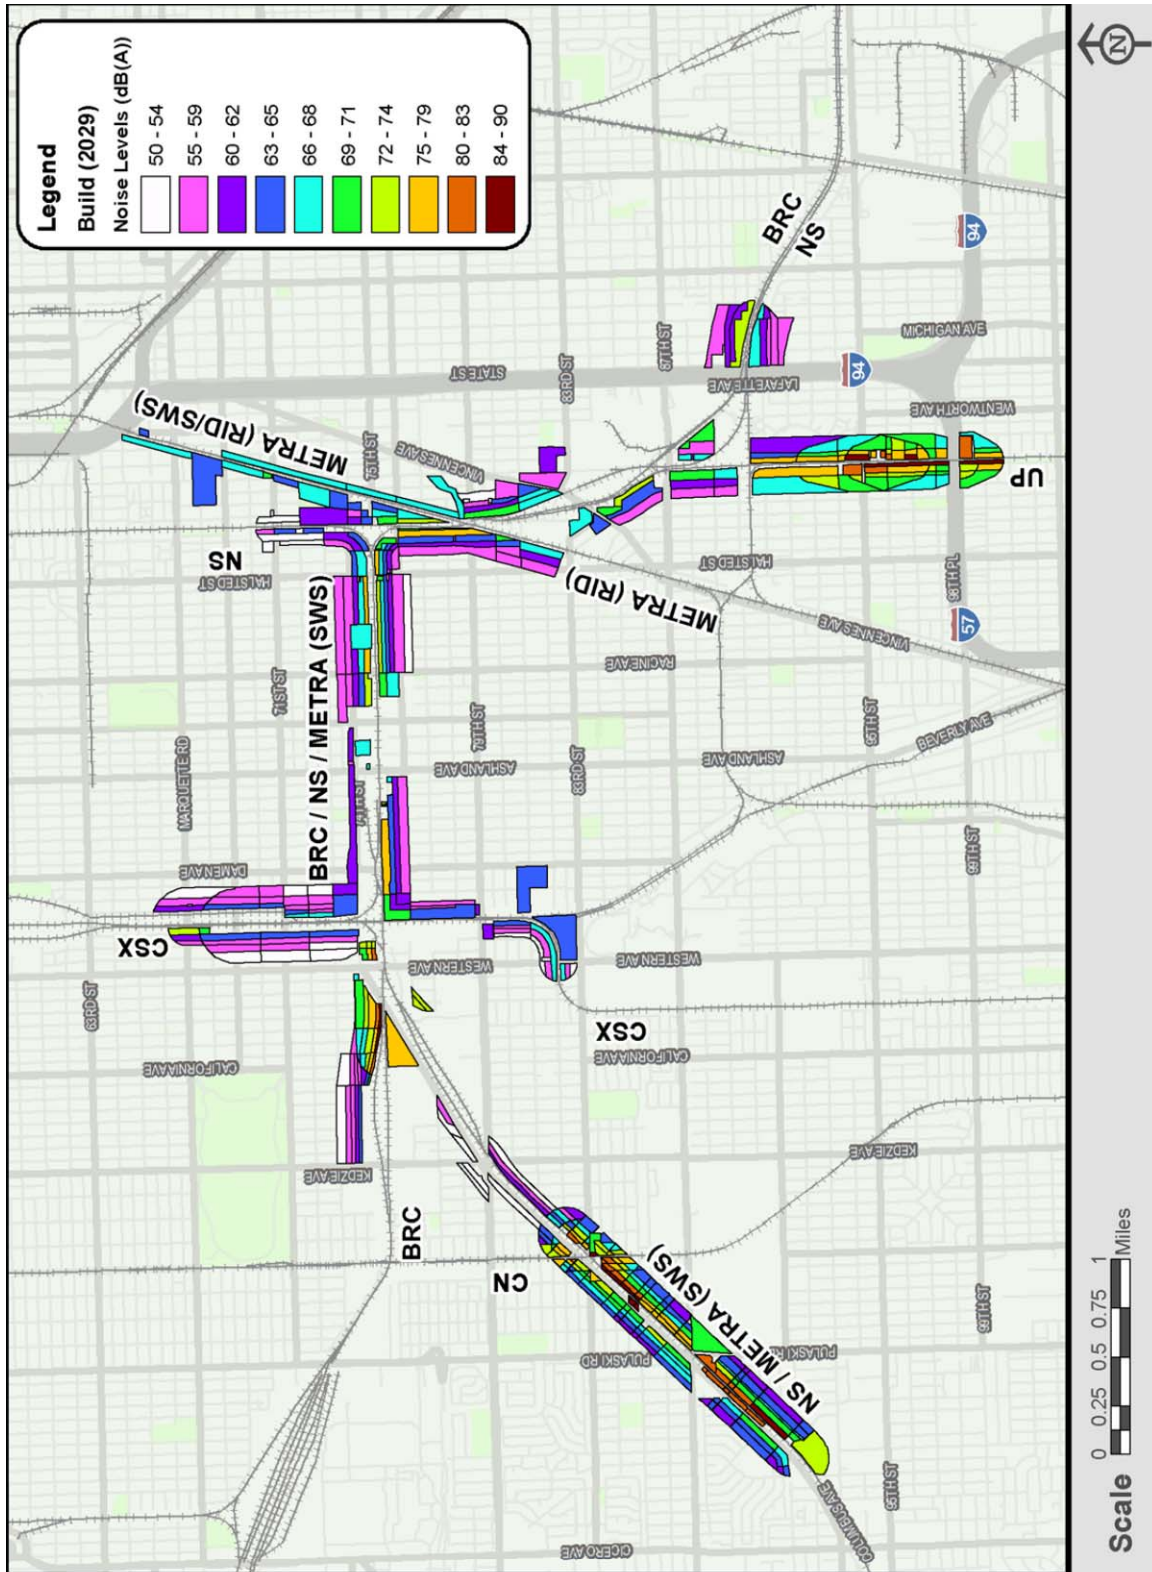 Legend
Build (2029)
Noise Levels (dB(A))
50 - 54
55 - 59
60 - 62
63 - 65
66 - 68
69 - 71
72 - 74
75 - 79
80 - 83
84 - 90
63RD ST
MARQUETTE RD
71ST ST
75TH ST
79TH ST
79TH ST
83RD ST
83RD ST
87TH ST
95TH ST
95TH ST
98TH PL
99TH ST
99TH ST
CICERO AVE
COLUMBUS AVE
PULASKI RD
PULASKI RD
KEDZIE AVE
KEDZIE AVE
CALIFORNIA AVE
CALIFORNIA AVE
WESTERN AVE
WESTERN AVE
DAMEN AVE
ASHLAND AVE
ASHLAND AVE
BEVERLY AVE
RACINE AVE
HALSTED ST
HALSTED ST
VINCENNES AVE
VINCENNES AVE
STATE ST
LAFAYETTE AVE
WENTWORTH AVE
MICHIGAN AVE
94
94
57
CSX
CSX
BRC
CN
NS / METRA (SWS)
BRC / NS / METRA (SWS)
NS
METRA (RID/SWS)
METRA (RID)
UP
BRC
NS
Scale
0 0.25 0.5 0.75 1
Miles
N